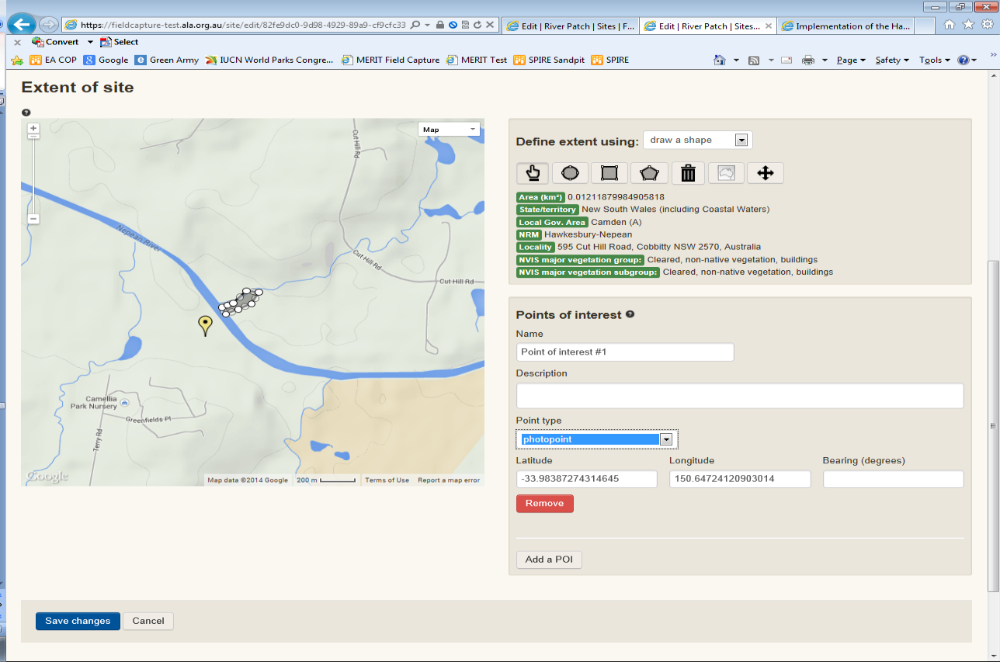 https://fieldcapture-test.ala.org.au/site/edit/82fe9dc0-9d98-4929-89a9-cf9cfc33
Edit | River Patch | Sites | F...
Edit | River Patch | Sites...
Implementation of the Ha...
Convert
Select
EA COP
Google
Green Army
IUCN World Parks Congre...
MERIT Field Capture
MERIT Test
SPIRE Sandpit
SPIRE
Page
Safety
Tools
Extent of site
Map
Cut Hill Rd
Nepean River
Cut Hill Rd
Cut Hill Rd
Camellia
Park Nursery
Greenfields Pl
Terry Rd
Google
Map data ©2014 Google
200 m
Terms of Use
Report a map error
Define extent using: draw a shape
Area (km²) 0.01211879984905818
State/territory New South Wales (including Coastal Waters)
Local Gov. Area Camden (A)
NRM Hawkesbury-Nepean
Locality 595 Cut Hill Road, Cobbitty NSW 2570, Australia
NVIS major vegetation group: Cleared, non-native vegetation, buildings
NVIS major vegetation subgroup: Cleared, non-native vegetation, buildings
Points of interest
Name
Point of interest #1
Description
Point type
photopoint
Latitude Longitude Bearing (degrees)
-33.98387274314645 150.64724120903014
Remove
Add a POI
Save changes Cancel